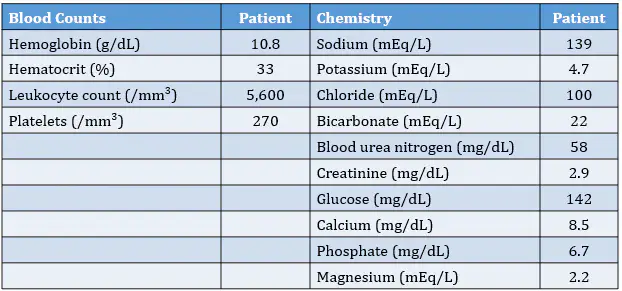 Blood Counts Patient Chemistry Patient
Hemoglobin (g/dL) 10.8 Sodium (mEq/L) 139
Hematocrit (%) 33 Potassium (mEq/L) 4.7
Leukocyte count (/mm³) 5,600 Chloride (mEq/L) 100
Platelets (/mm³) 270 Bicarbonate (mEq/L) 22
Blood urea nitrogen (mg/dL) 58
Creatinine (mg/dL) 2.9
Glucose (mg/dL) 142
Calcium (mg/dL) 8.5
Phosphate (mg/dL) 6.7
Magnesium (mEq/L) 2.2